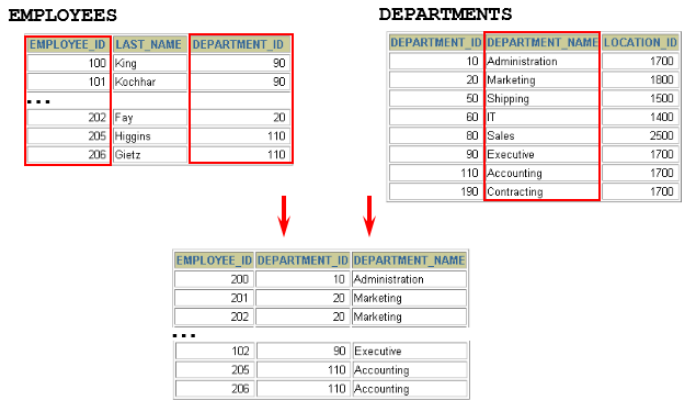 EMPLOYEES
EMPLOYEE_ID LAST_NAME DEPARTMENT_ID
100 King 90
101 Kochhar 90
...
202 Fay 20
205 Higgins 110
206 Gietz 110
DEPARTMENTS
DEPARTMENT_ID DEPARTMENT_NAME LOCATION_ID
10 Administration 1700
20 Marketing 1800
50 Shipping 1500
60 IT 1400
80 Sales 2500
90 Executive 1700
110 Accounting 1700
190 Contracting 1700
EMPLOYEE_ID DEPARTMENT_ID DEPARTMENT_NAME
200 10 Administration
201 20 Marketing
202 20 Marketing
...
102 90 Executive
205 110 Accounting
206 110 Accounting